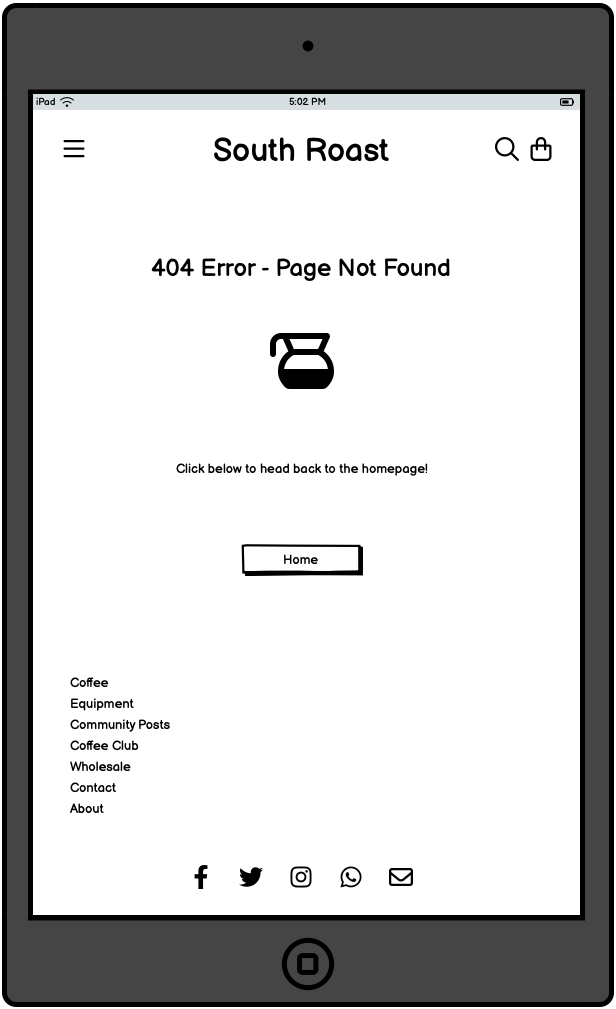 iPad
5:02 PM
South Roast
404 Error - Page Not Found
Click below to head back to the homepage!
Home
Coffee
Equipment
Community Posts
Coffee Club
Wholesale
Contact
About